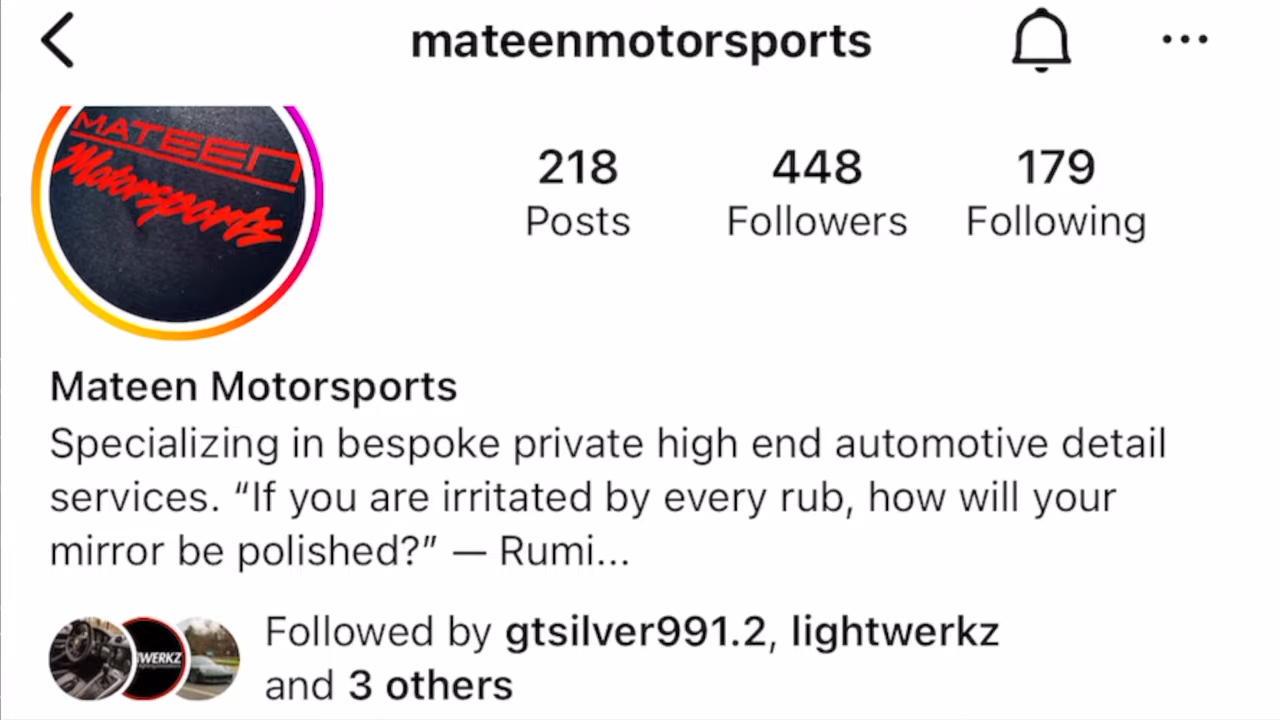 mateenmotorsports
MATEEN
Motorsports
218 448 179
Posts Followers Following
Mateen Motorsports
Specializing in bespoke private high end automotive detail
services. “If you are irritated by every rub, how will your
mirror be polished?” — Rumi...
WERKZ
Followed by gtsilver991.2, lightwerkz
and 3 others